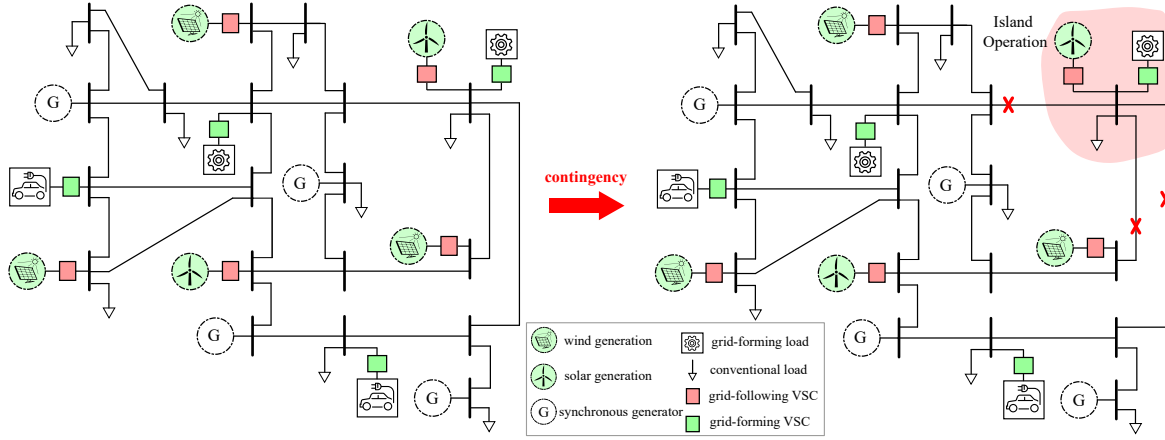 Island
Operation
G
G
G
G
contingency
G
G
G
G
wind generation
solar generation
G
synchronous generator
grid-forming load
conventional load
grid-following VSC
grid-forming VSC